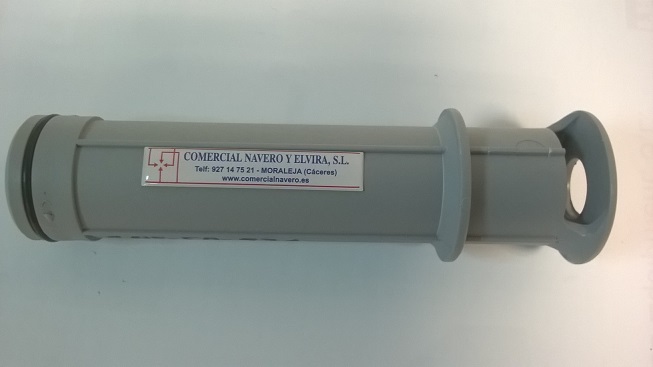 COMERCIAL NAVERO Y ELVIRA, S.L.
Telf: 927 14 75 21 - MORALEJA (Cáceres)
www.comercialnavero.es